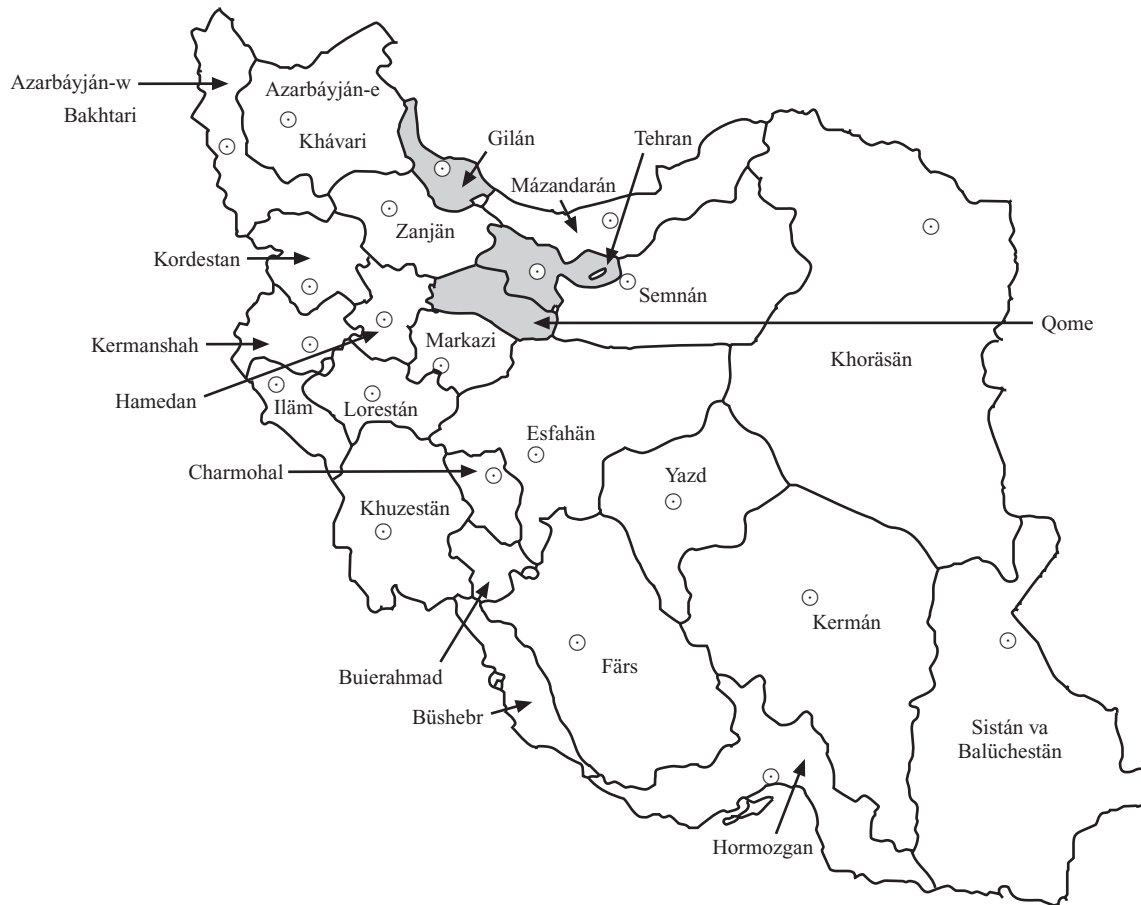 Azarbáyján-w
Bakhtari
Azarbáyján-e
Khávari
Gilán
Tehran
Mázandarán
Zanjän
Kordestan
Semnán
Qome
Kermanshah
Markazi
Khoräsän
Hamedan
Iläm
Lorestán
Esfahän
Charmohal
Yazd
Khuzestän
Kermán
Buierahmad
Färs
Büshebr
Sistán va
Balüchestän
Hormozgan